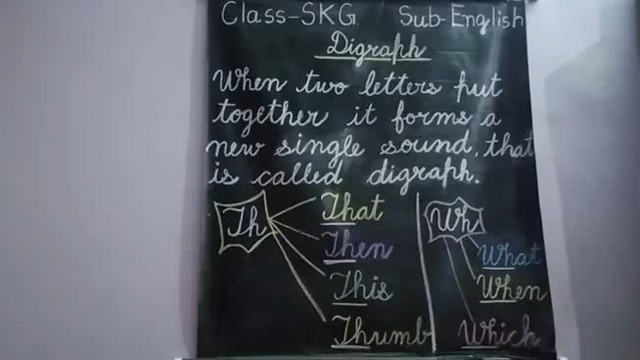 Class-SKG Sub-English
Digraph
When two letters put
together it forms a
new single sound, that
is called digraph.
Th
That
Then
This
Thumb
Wh
What
When
Which